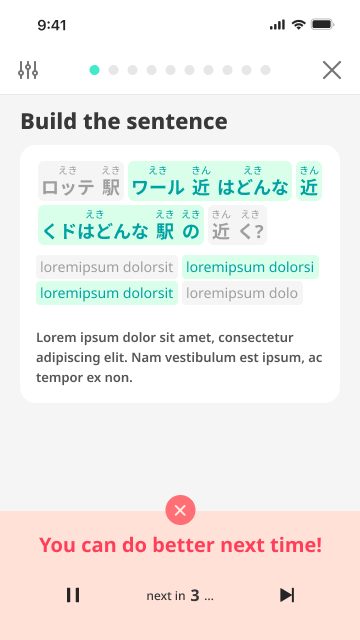 9:41
Build the sentence
えき えき えき きん えき きん
ロッテ 駅 ワール 近 はどんな 近
えき えき えき きん えき
くドはどんな 駅 の 近 く?
loremipsum dolorsit loremipsum dolorsi
loremipsum dolorsit loremipsum dolo
Lorem ipsum dolor sit amet, consectetur
adipiscing elit. Nam vestibulum est ipsum, ac
tempor ex non.
You can do better next time!
next in 3 ...